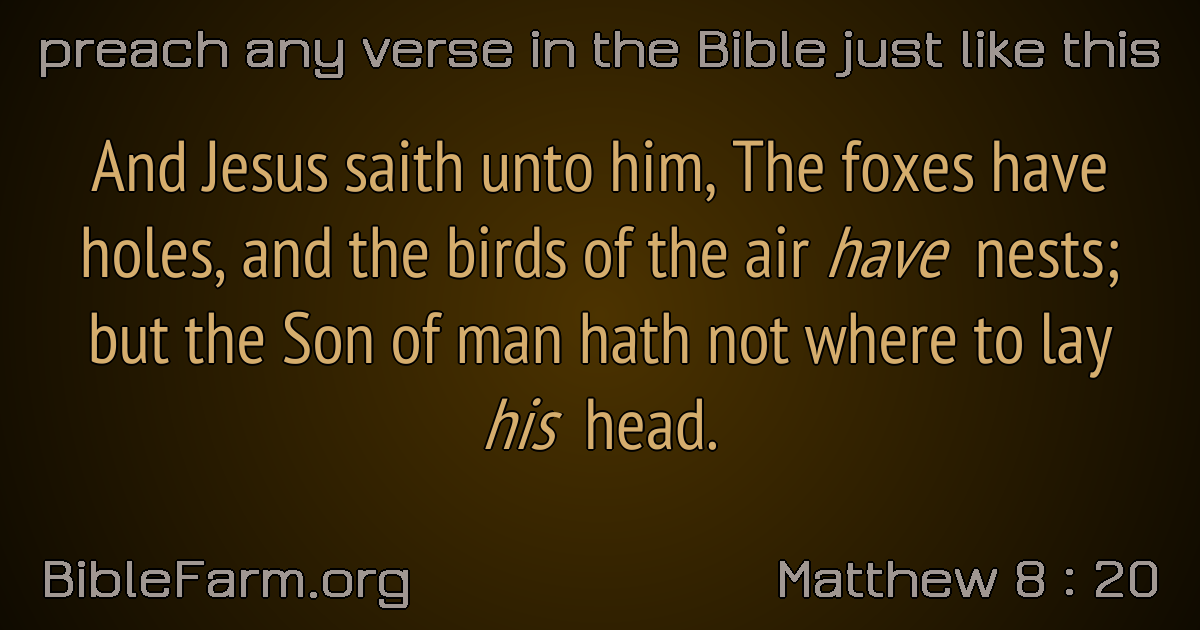 preach any verse in the Bible just like this
And Jesus saith unto him, The foxes have
holes, and the birds of the air have nests;
but the Son of man hath not where to lay
his head.
BibleFarm.org
Matthew 8 : 20